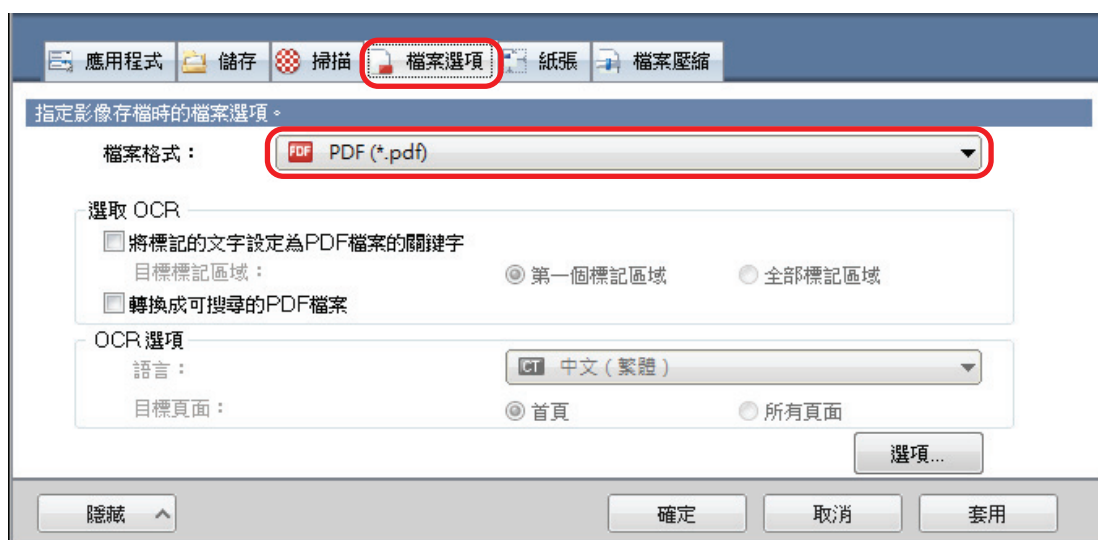 應用程式 儲存 掃描 檔案選項 紙張 檔案壓縮
指定影像存檔時的檔案選項。
檔案格式： PDF PDF (*.pdf)
選取 OCR
將標記的文字設定為PDF檔案的關鍵字
目標標記區域： 第一個標記區域 全部標記區域
轉換成可搜尋的PDF檔案
OCR 選項
語言： CT 中文 ( 繁體 )
目標頁面： 首頁 所有頁面
選項...
隱藏 確定 取消 套用